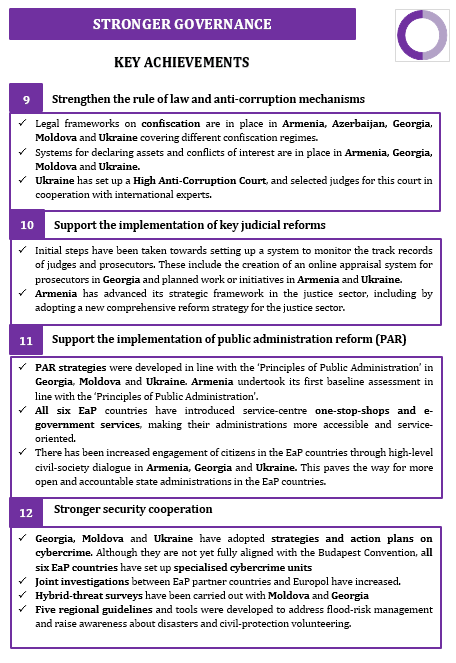 STRONGER GOVERNANCE
KEY ACHIEVEMENTS
9 Strengthen the rule of law and anti-corruption mechanisms
✓ Legal frameworks on confiscation are in place in Armenia, Azerbaijan, Georgia,
Moldova and Ukraine covering different confiscation regimes.
✓ Systems for declaring assets and conflicts of interest are in place in Armenia, Georgia,
Moldova and Ukraine.
✓ Ukraine has set up a High Anti-Corruption Court, and selected judges for this court in
cooperation with international experts.
10 Support the implementation of key judicial reforms
✓ Initial steps have been taken towards setting up a system to monitor the track records
of judges and prosecutors. These include the creation of an online appraisal system for
prosecutors in Georgia and planned work or initiatives in Armenia and Ukraine.
✓ Armenia has advanced its strategic framework in the justice sector, including by
adopting a new comprehensive reform strategy for the justice sector.
11 Support the implementation of public administration reform (PAR)
✓ PAR strategies were developed in line with the ‘Principles of Public Administration’ in
Georgia, Moldova and Ukraine. Armenia undertook its first baseline assessment in
line with the ‘Principles of Public Administration’.
✓ All six EaP countries have introduced service-centre one-stop-shops and e-
government services, making their administrations more accessible and service-
oriented.
✓ There has been increased engagement of citizens in the EaP countries through high-level
civil-society dialogue in Armenia, Georgia and Ukraine. This paves the way for more
open and accountable state administrations in the EaP countries.
12 Stronger security cooperation
✓ Georgia, Moldova and Ukraine have adopted strategies and action plans on
cybercrime. Although they are not yet fully aligned with the Budapest Convention, all
six EaP countries have set up specialised cybercrime units
✓ Joint investigations between EaP partner countries and Europol have increased.
✓ Hybrid-threat surveys have been carried out with Moldova and Georgia
✓ Five regional guidelines and tools were developed to address flood-risk management
and raise awareness about disasters and civil-protection volunteering.